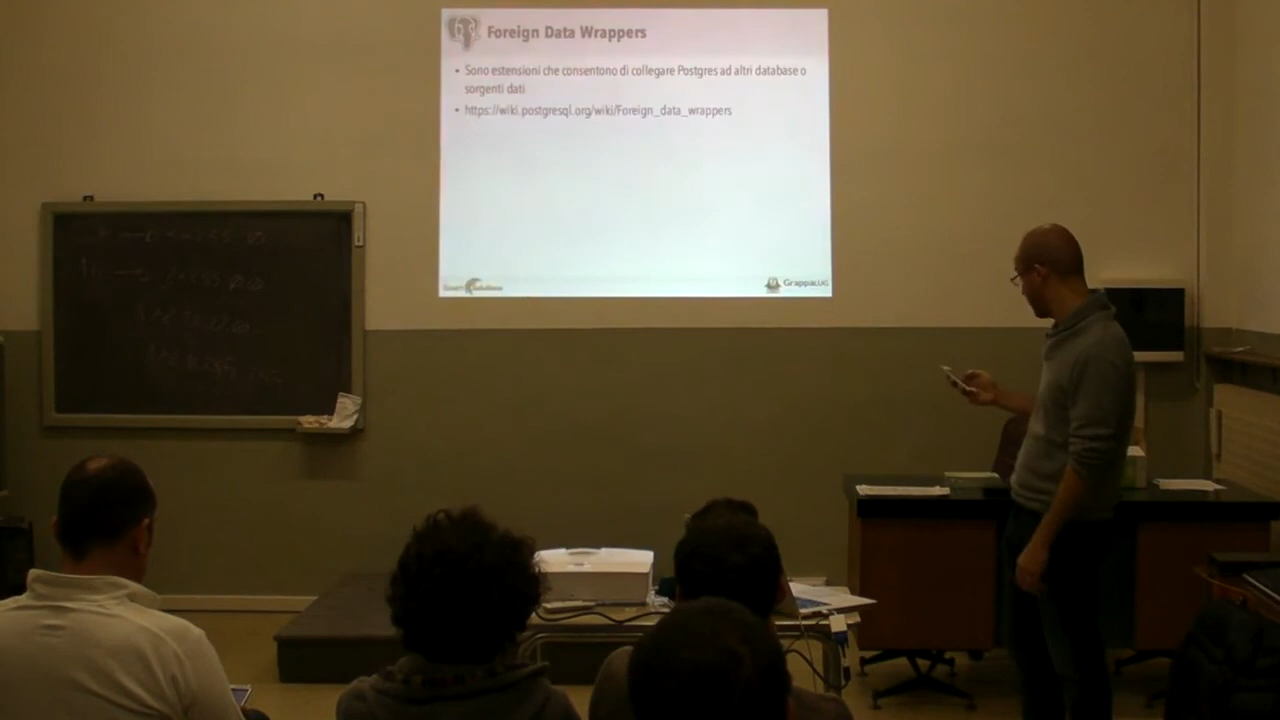 Foreign Data Wrappers
• Sono estensioni che consentono di collegare Postgres ad altri database o
sorgenti dati
• https://wiki.postgresql.org/wiki/Foreign_data_wrappers
GrappaLUG